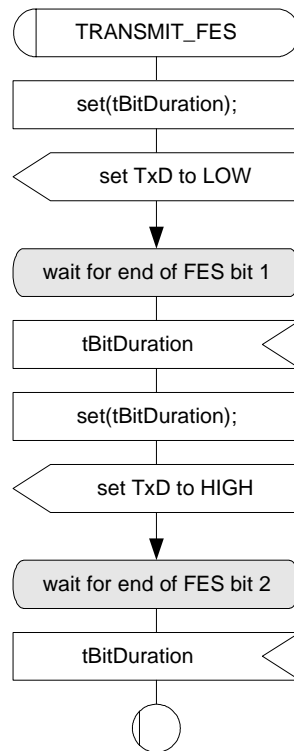 TRANSMIT_FES
set(tBitDuration);
set TxD to LOW
wait for end of FES bit 1
tBitDuration
set(tBitDuration);
set TxD to HIGH
wait for end of FES bit 2
tBitDuration